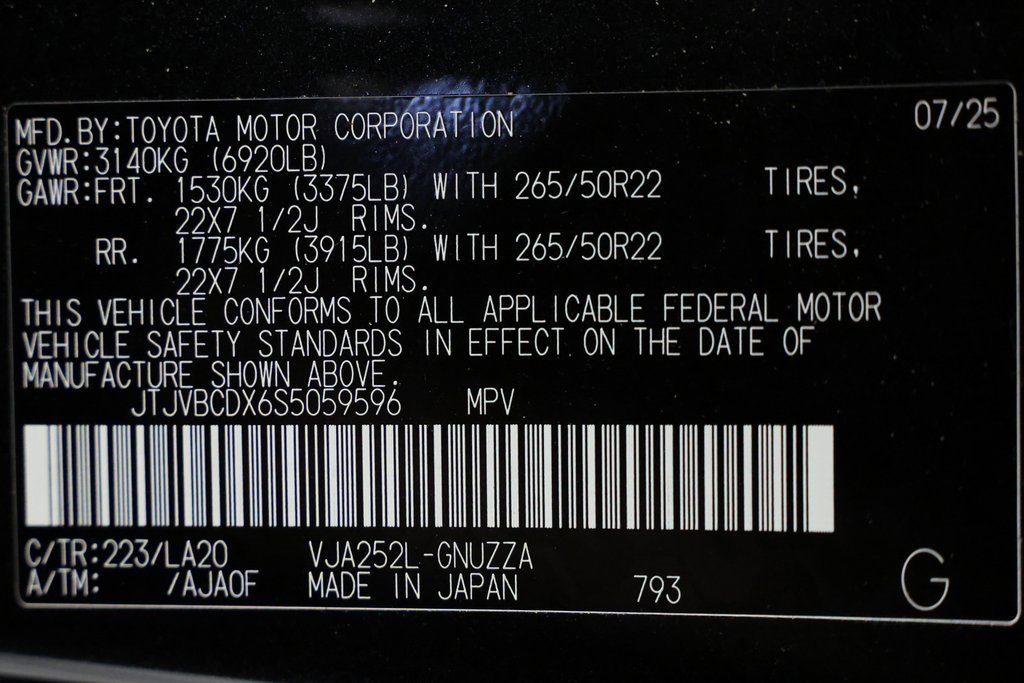 07/25
MFD.BY:TOYOTA MOTOR CORPORATION
GVWR:3140KG (6920LB)
GAWR:FRT. 1530KG (3375LB) WITH 265/50R22 TIRES,
22X7 1/2J RIMS.
RR. 1775KG (3915LB) WITH 265/50R22 TIRES,
22X7 1/2J RIMS.
THIS VEHICLE CONFORMS TO ALL APPLICABLE FEDERAL MOTOR
VEHICLE SAFETY STANDARDS IN EFFECT ON THE DATE OF
MANUFACTURE SHOWN ABOVE.
JTJVBCDX6S5059596 MPV
C/TR:223/LA20 VJA252L-GNUZZA
A/TM: /AJA0F MADE IN JAPAN 793
G